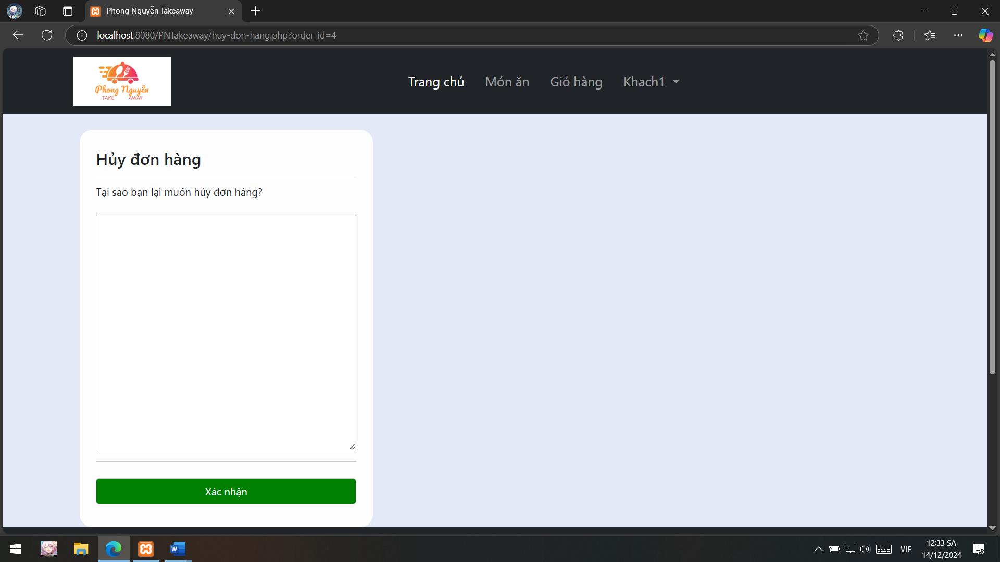 Phong Nguyễn Takeaway
localhost:8080/PNTakeaway/huy-don-hang.php?order_id=4
Phong Nguyễn
TAKE AWAY
Trang chủ
Món ăn
Giỏ hàng
Khach1
Hủy đơn hàng
Tại sao bạn lại muốn hủy đơn hàng?
Xác nhận
VIE
12:33 SA
14/12/2024